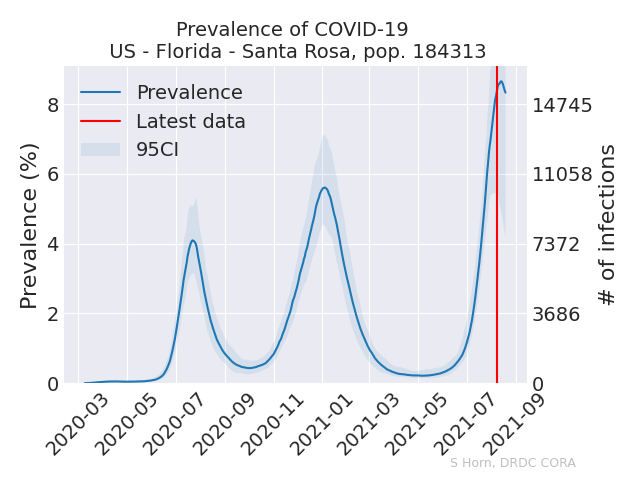 Prevalence of COVID-19
US - Florida - Santa Rosa, pop. 184313
Prevalence
Latest data
95CI
Prevalence (%)
8
6
4
2
0
14745
11058
7372
3686
0
# of infections
2020-03
2020-05
2020-07
2020-09
2020-11
2021-01
2021-03
2021-05
2021-07
2021-09
S Horn, DRDC CORA